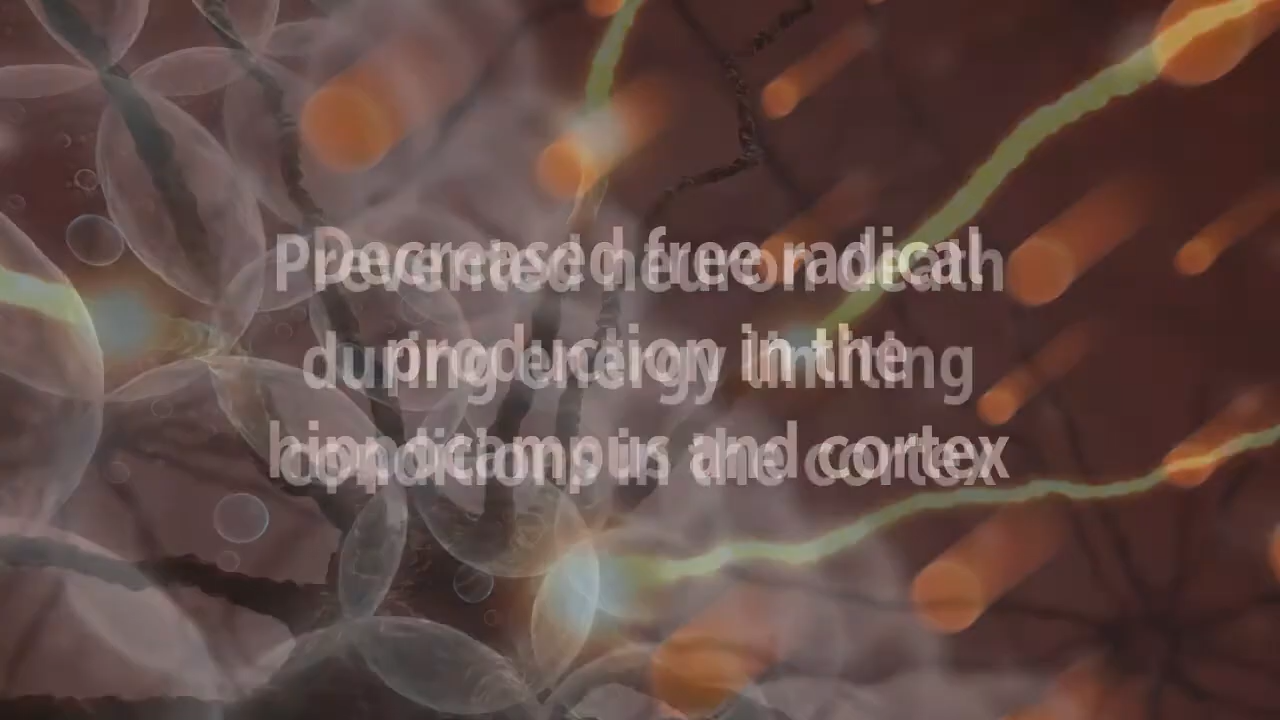 Decreased free radical
production in the
hippocampus and cortex
Prevented neuron death
during energy limiting
conditions in the cortex